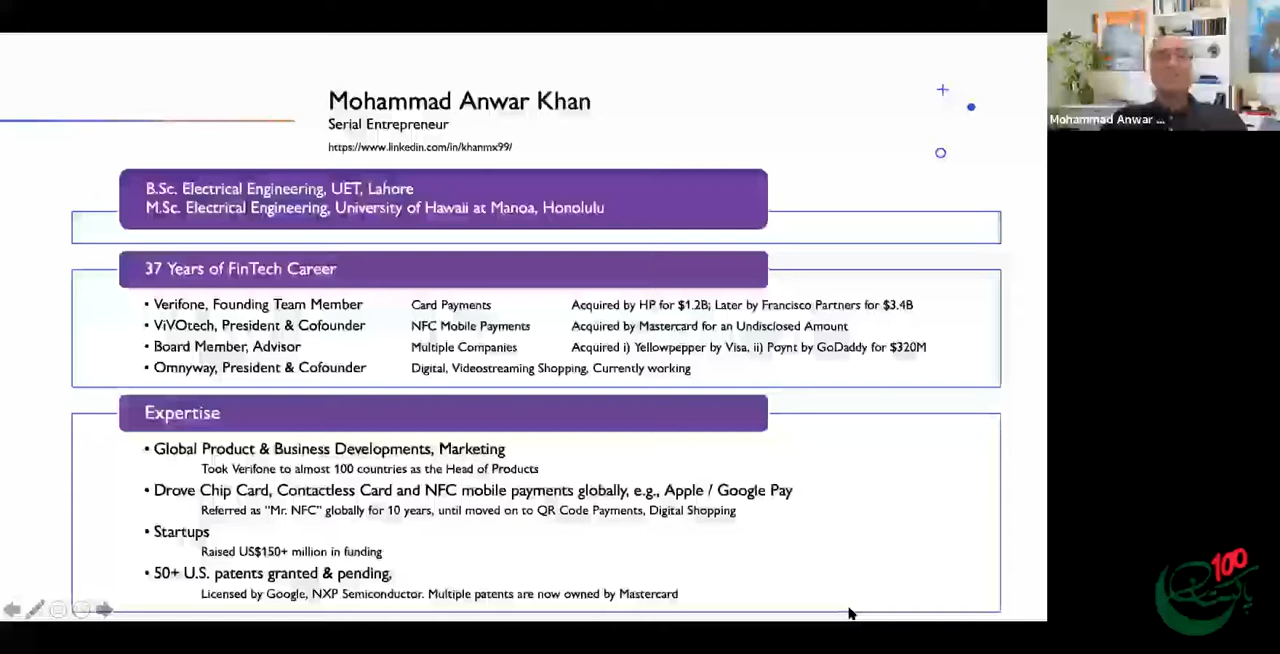 Mohammad Anwar Khan
Serial Entrepreneur
https://www.linkedin.com/in/khanmx99/
B.Sc. Electrical Engineering, UET, Lahore
M.Sc. Electrical Engineering, University of Hawaii at Manoa, Honolulu
37 Years of FinTech Career
• Verifone, Founding Team Member Card Payments Acquired by HP for $1.2B; Later by Francisco Partners for $3.4B
• ViVOtech, President & Cofounder NFC Mobile Payments Acquired by Mastercard for an Undisclosed Amount
• Board Member, Advisor Multiple Companies Acquired i) Yellowpepper by Visa, ii) Poynt by GoDaddy for $320M
• Omnyway, President & Cofounder Digital, Videostreaming Shopping, Currently working
Expertise
• Global Product & Business Developments, Marketing
Took Verifone to almost 100 countries as the Head of Products
• Drove Chip Card, Contactless Card and NFC mobile payments globally, e.g., Apple / Google Pay
Referred as "Mr. NFC" globally for 10 years, until moved on to QR Code Payments, Digital Shopping
• Startups
Raised US$150+ million in funding
• 50+ U.S. patents granted & pending,
Licensed by Google, NXP Semiconductor. Multiple patents are now owned by Mastercard
Mohammad Anwar ...
100
پاکستان